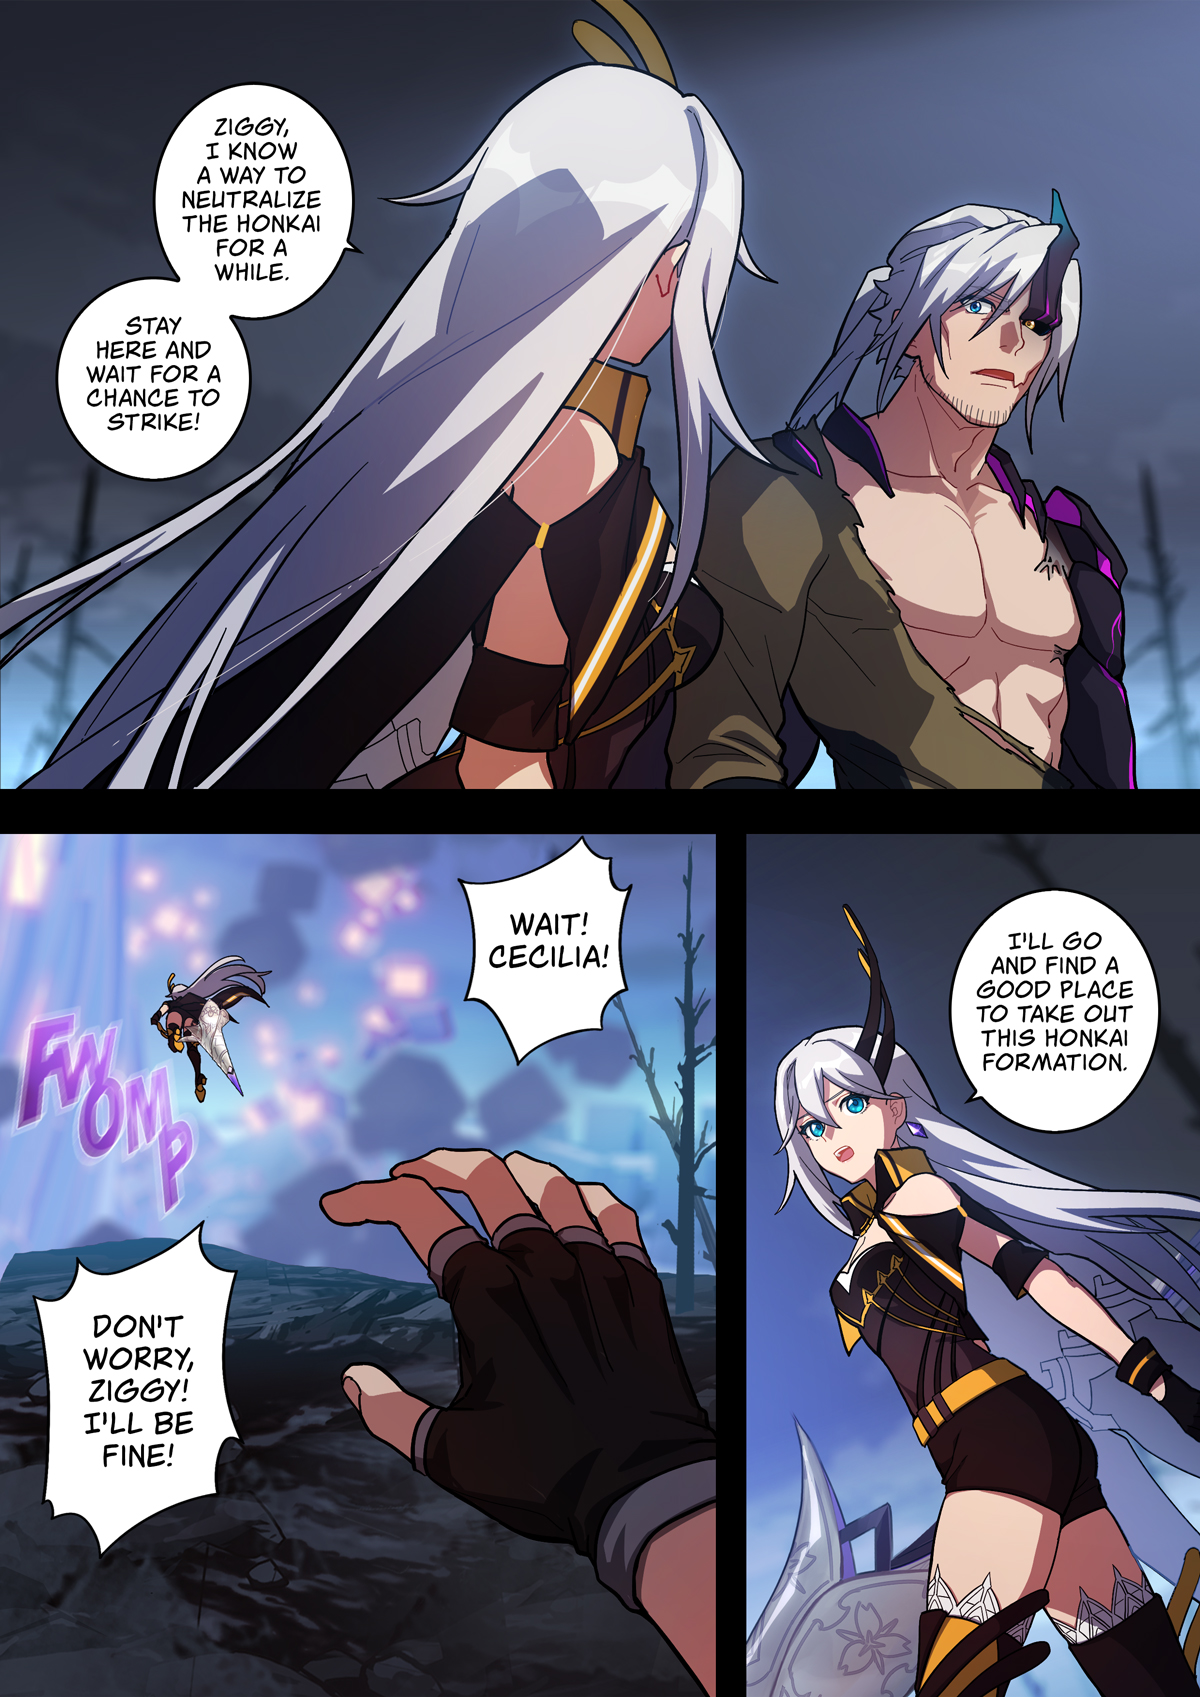 ZIGGY,
I KNOW
A WAY TO
NEUTRALIZE
THE HONKAI
FOR A
WHILE.
STAY
HERE AND
WAIT FOR A
CHANCE TO
STRIKE!
WAIT!
CECILIA!
FWOMP
DON'T
WORRY,
ZIGGY!
I'LL BE
FINE!
I'LL GO
AND FIND A
GOOD PLACE
TO TAKE OUT
THIS HONKAI
FORMATION.